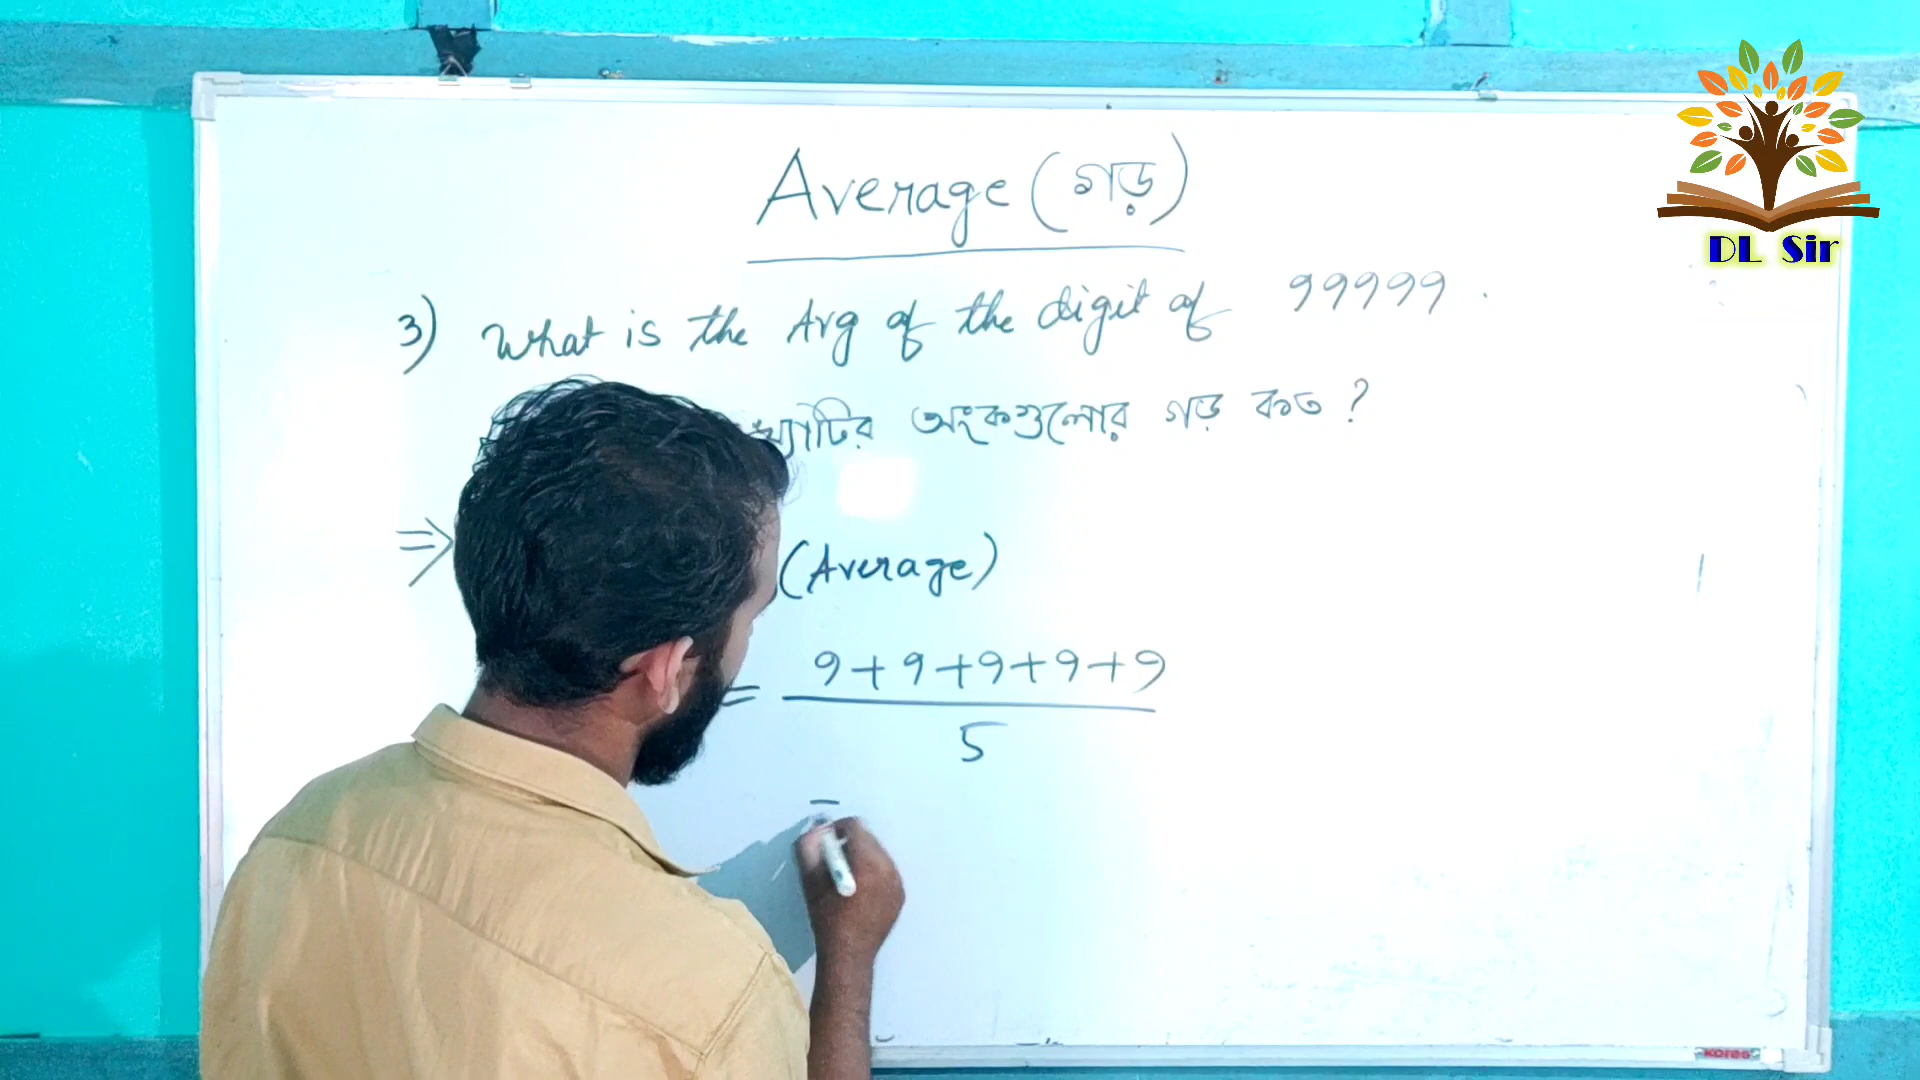 DL Sir
Average (গড়)
3) What is the Avg of the digit of 99999 .
অংকগুলোর গড় কত ?
⇒ (Average)
= 9+9+9+9+9
5
kores